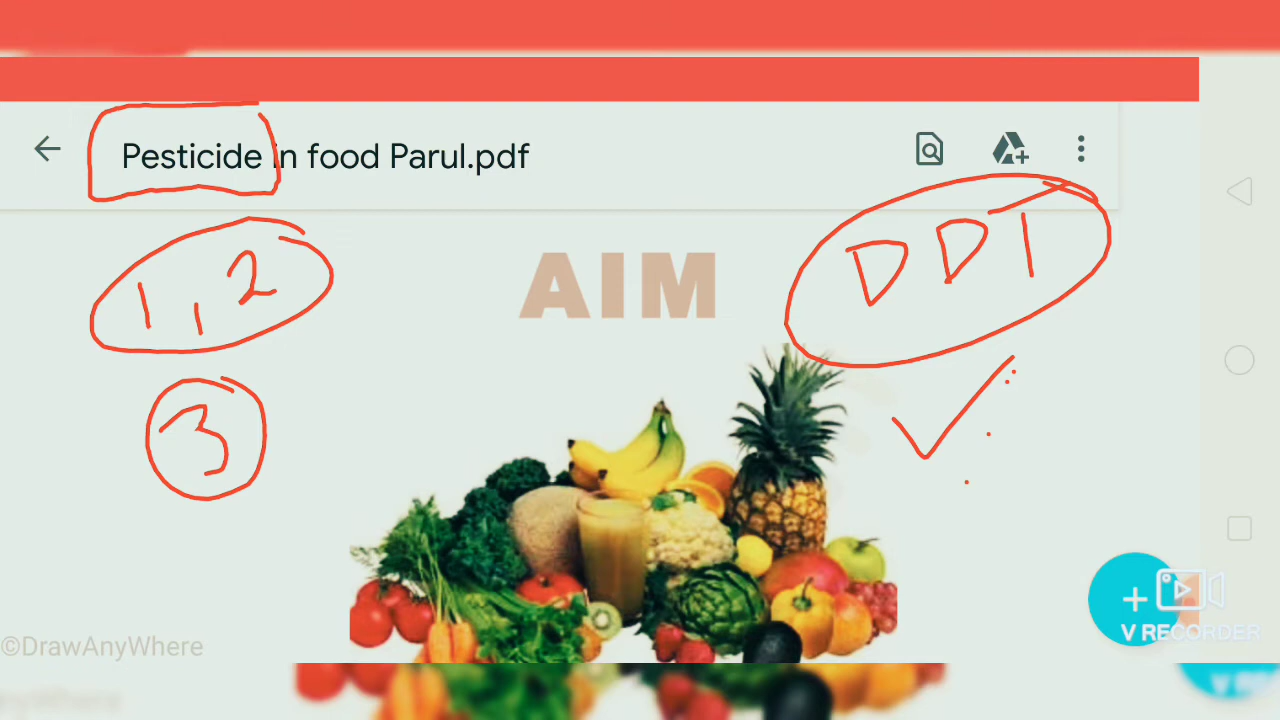 Pesticide in food Parul.pdf
DDT
1, 2
AIM
3
©DrawAnyWhere
V RECORDER